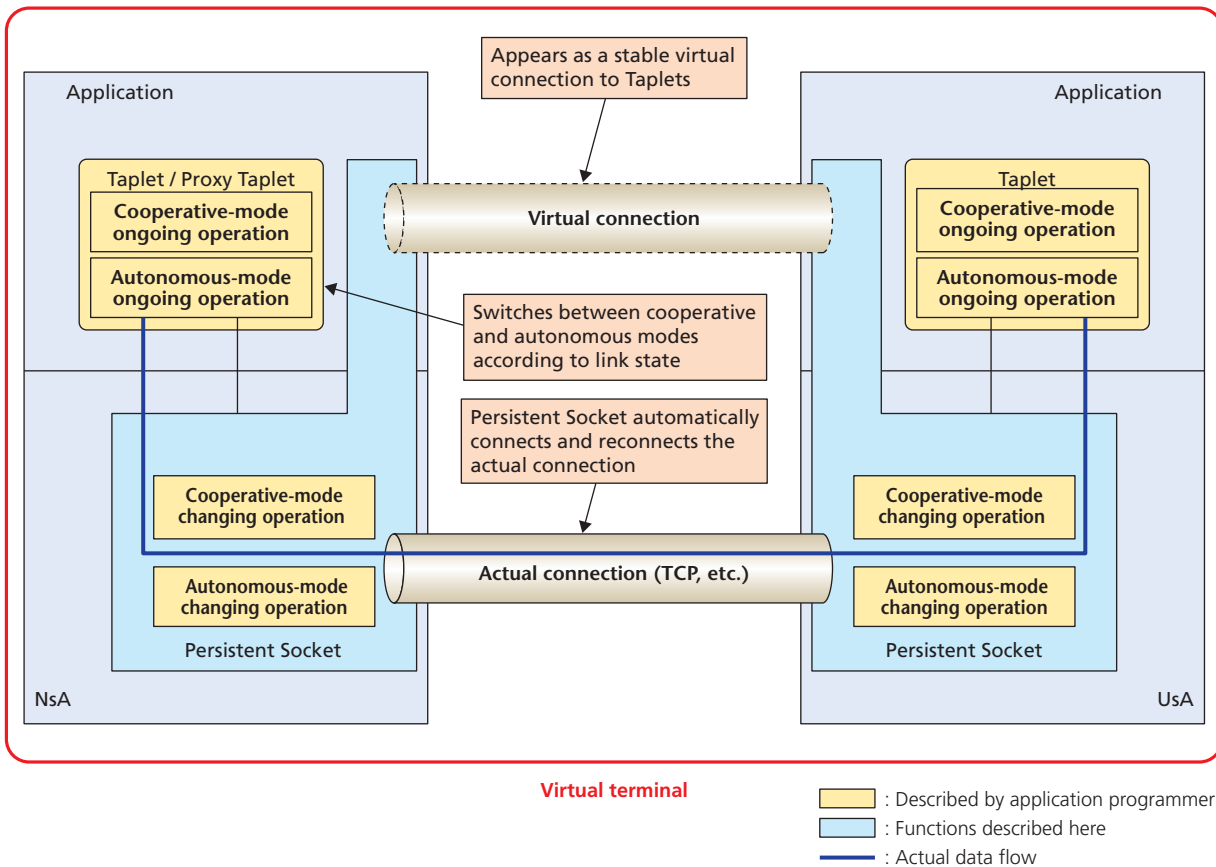 Appears as a stable virtual
connection to Taplets
Application
Application
Taplet / Proxy Taplet
Cooperative-mode
ongoing operation
Autonomous-mode
ongoing operation
Virtual connection
Taplet
Cooperative-mode
ongoing operation
Autonomous-mode
ongoing operation
Switches between cooperative
and autonomous modes
according to link state
Persistent Socket automatically
connects and reconnects the
actual connection
Cooperative-mode
changing operation
Autonomous-mode
changing operation
Persistent Socket
NsA
Actual connection (TCP, etc.)
Cooperative-mode
changing operation
Autonomous-mode
changing operation
Persistent Socket
UsA
Virtual terminal
: Described by application programmer
: Functions described here
: Actual data flow